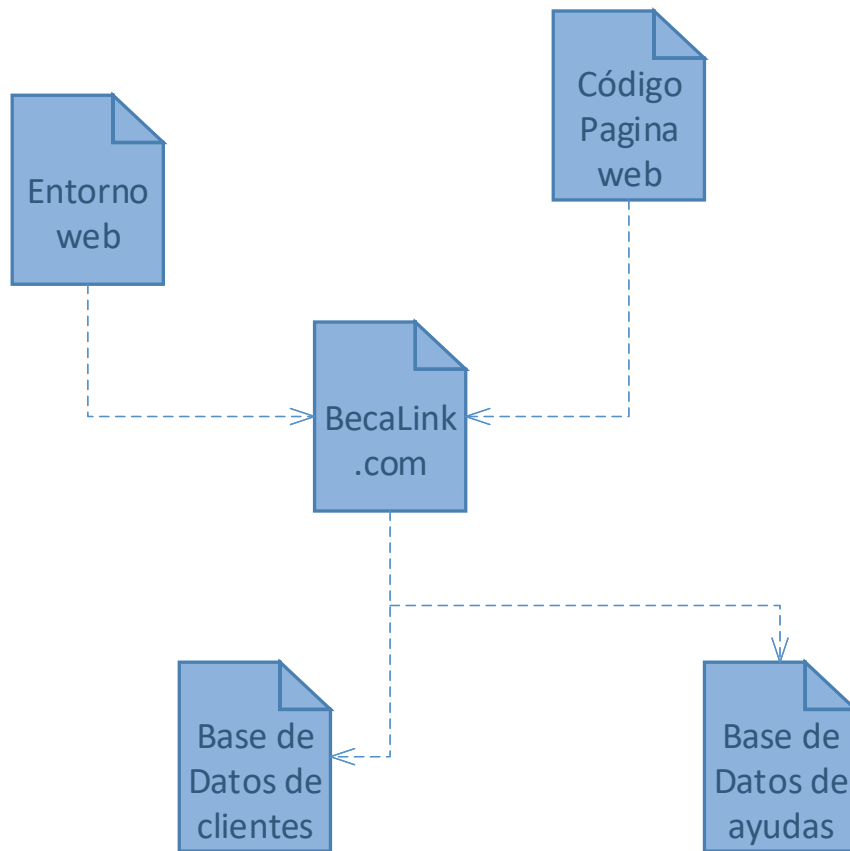 Código
Pagina
web
Entorno
web
BecaLink
.com
Base de
Datos de
clientes
Base de
Datos de
ayudas